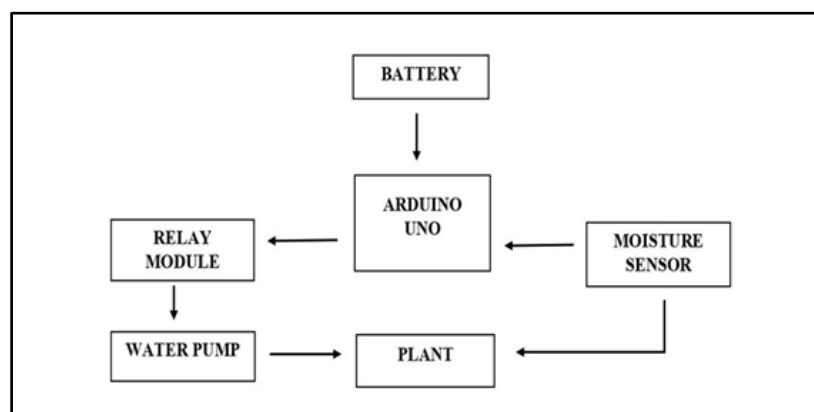 BATTERY
ARDUINO
UNO
RELAY
MODULE
MOISTURE
SENSOR
WATER PUMP
PLANT